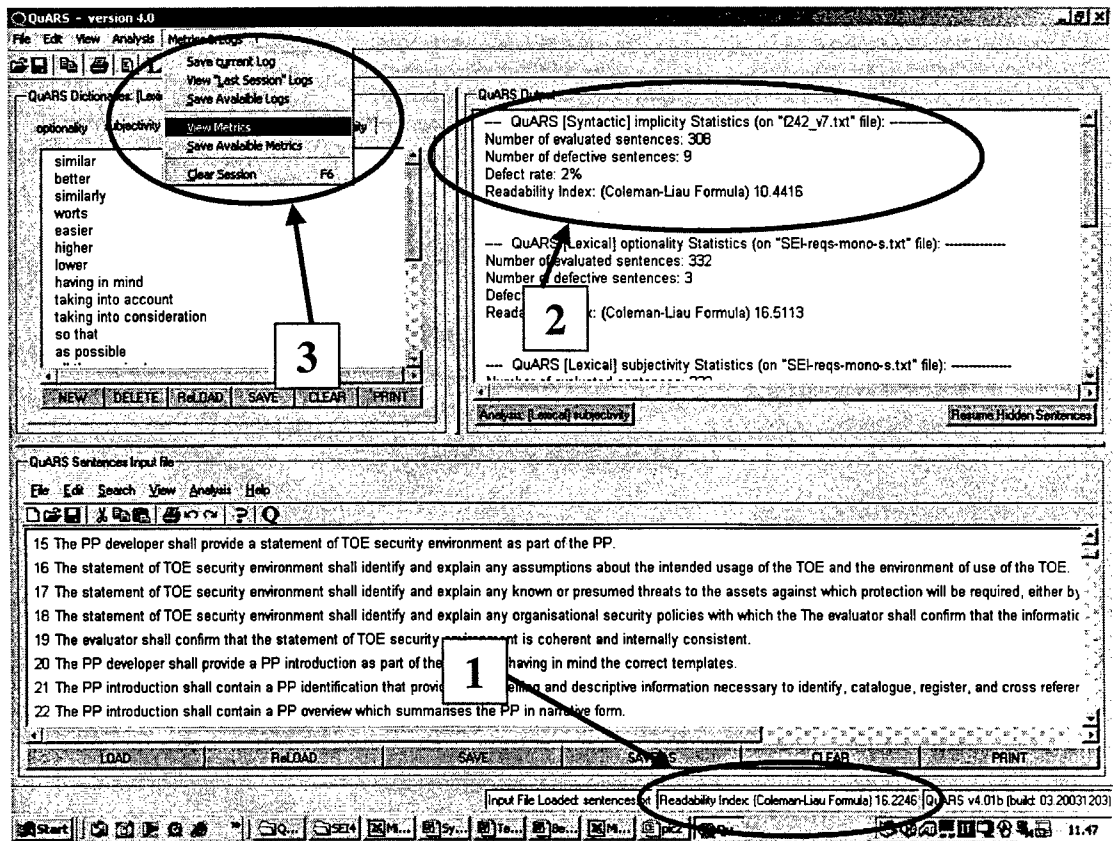 QuARS - version 4.0
File Edit View Analysis Metrics & Logs
Save current Log
View "Last Session" Logs
Save Available Logs
View Metrics
Save Available Metrics
Clear Session F6
QuARS Dictionaries: [Lexi
optionality subjectivity
similar
better
similarly
worts
easier
higher
lower
having in mind
taking into account
taking into consideration
so that
as possible
NEW DELETE ReLOAD SAVE CLEAR PRINT
3
QuARS Output
--- QuARS [Syntactic] implicity Statistics (on "f242_v7.txt" file): ------------
Number of evaluated sentences: 308
Number of defective sentences: 9
Defect rate: 2%
Readability Index: (Coleman-Liau Formula) 10.4416
--- QuARS [Lexical] optionality Statistics (on "SEI-reqs-mono-s.txt" file): ------------
Number of evaluated sentences: 332
Number of defective sentences: 3
Defec
Reada x: (Coleman-Liau Formula) 16.5113
2
--- QuARS [Lexical] subjectivity Statistics (on "SEI-reqs-mono-s.txt" file): ------------
Analysis: [Lexical] subjectivity Resume Hidden Sentences
QuARS Sentences Input file
File Edit Search View Analysis Help
15 The PP developer shall provide a statement of TOE security environment as part of the PP.
16 The statement of TOE security environment shall identify and explain any assumptions about the intended usage of the TOE and the environment of use of the TOE.
17 The statement of TOE security environment shall identify and explain any known or presumed threats to the assets against which protection will be required, either by
18 The statement of TOE security environment shall identify and explain any organisational security policies with which the The evaluator shall confirm that the informatic
19 The evaluator shall confirm that the statement of TOE security environment is coherent and internally consistent.
20 The PP developer shall provide a PP introduction as part of the having in mind the correct templates.
21 The PP introduction shall contain a PP identification that provi elling and descriptive information necessary to identify, catalogue, register, and cross referer
22 The PP introduction shall contain a PP overview which summarises the PP in narrative form.
1
LOAD ReLOAD SAVE SAVE AS CLEAR PRINT
Input File Loaded: sentences.txt Readability Index: (Coleman-Liau Formula) 16.2246 QuARS v4.01b (build: 03.20031203)
Start Q... SEI4 Mi... Sy... Te... Be... Mi... pic2 Qu 11.47